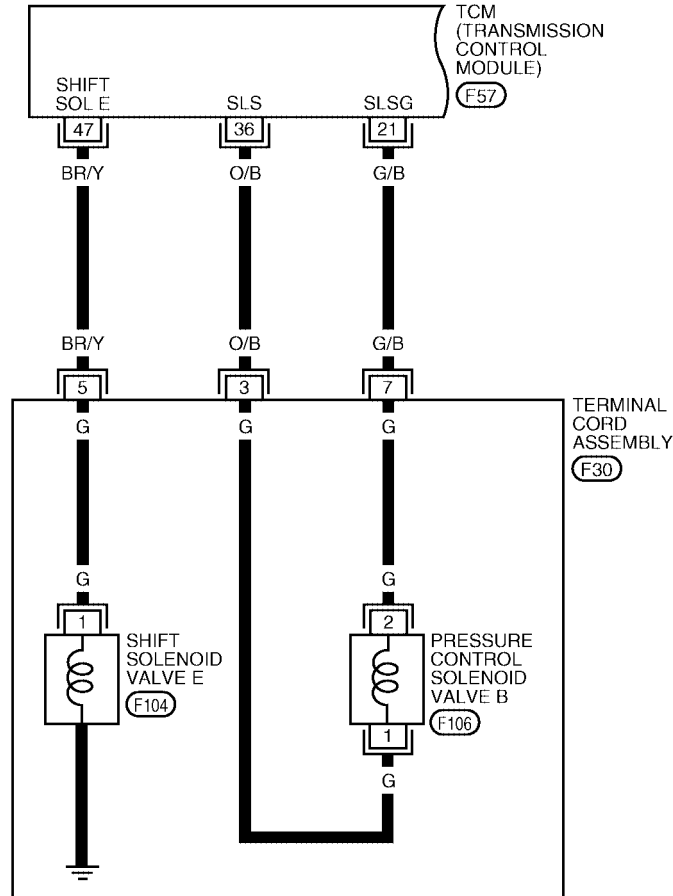 TCM
(TRANSMISSION
CONTROL
MODULE)
F57
SHIFT
SOL E
SLS
SLSG
47
36
21
BR/Y
O/B
G/B
BR/Y
O/B
G/B
5
3
7
TERMINAL
CORD
ASSEMBLY
F30
G
G
G
G
G
1
2
SHIFT
SOLENOID
VALVE E
F104
PRESSURE
CONTROL
SOLENOID
VALVE B
F106
1
G